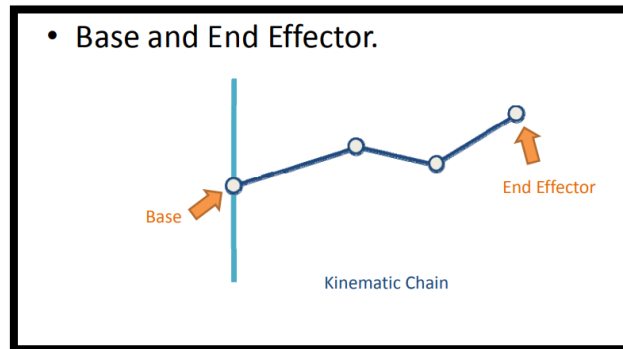 • Base and End Effector.
End Effector
Base
Kinematic Chain